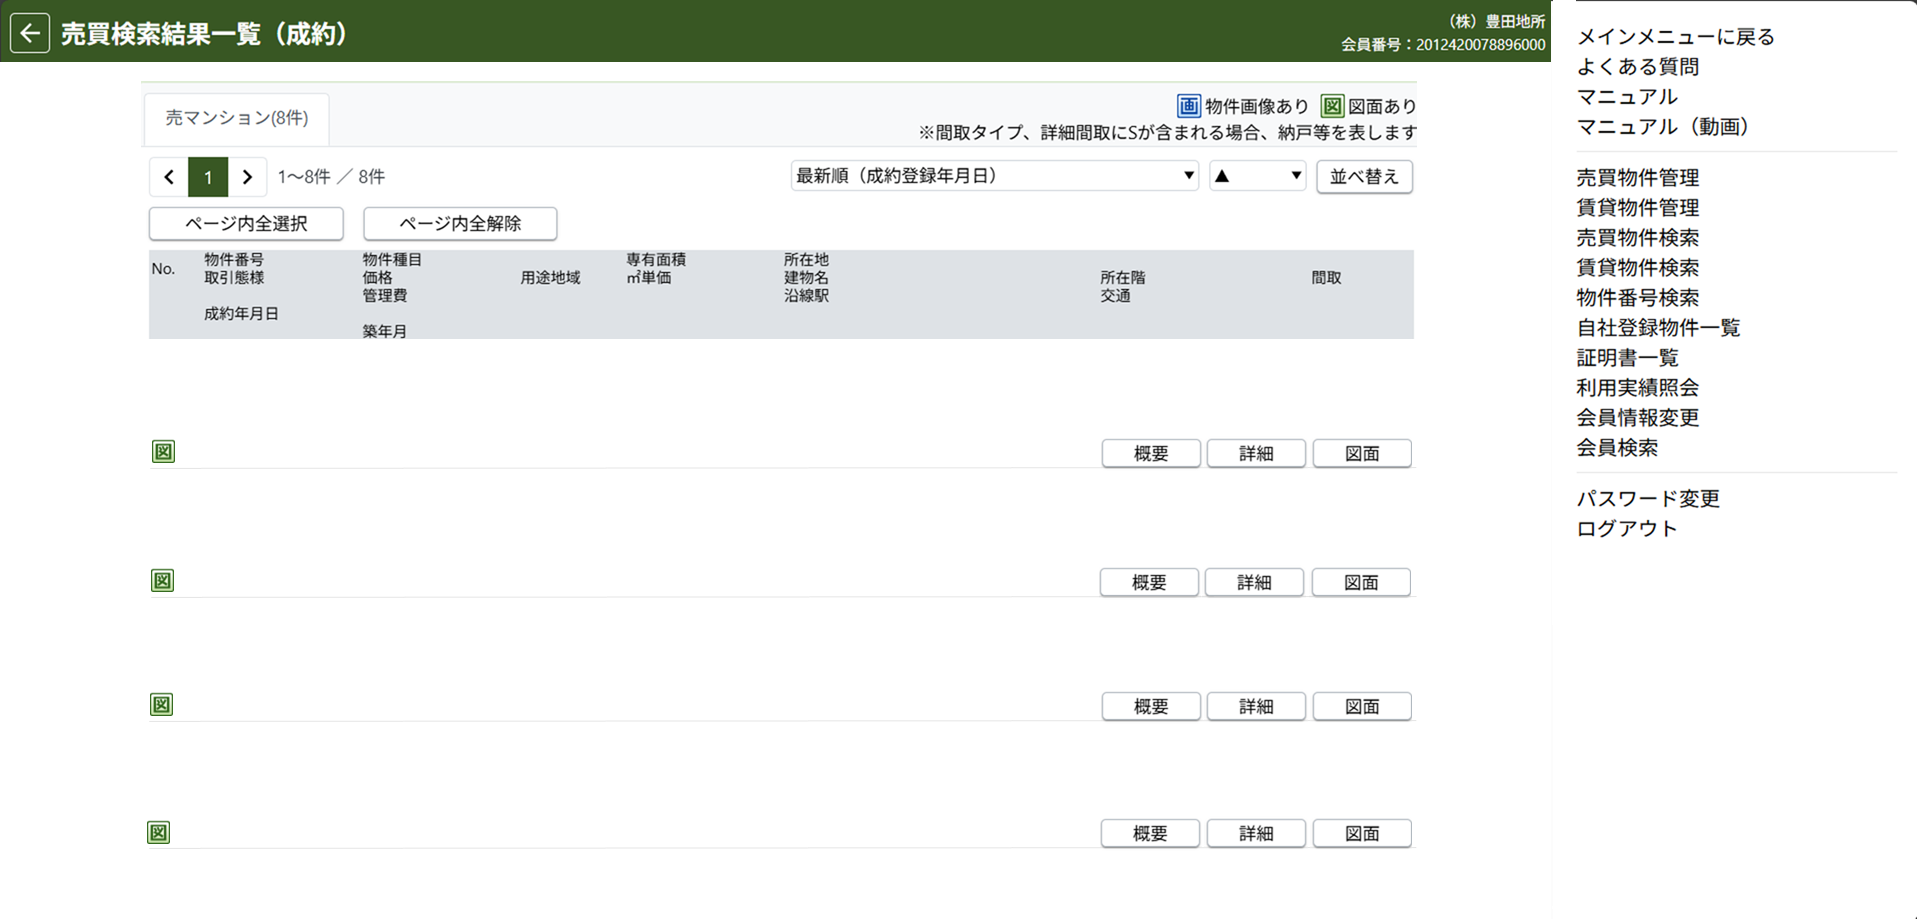 売買検索結果一覧（成約）
（株）豊田地所
会員番号：2012420078896000
売マンション(8件)
画 物件画像あり 図 図面あり
※間取タイプ、詳細間取にSが含まれる場合、納戸等を表します
1 1～8件 ／ 8件
最新順（成約登録年月日） ▼ ▲ ▼ 並べ替え
ページ内全選択 ページ内全解除
No.
物件番号
取引態様
成約年月日
物件種目
価格
管理費
築年月
用途地域
専有面積
㎡単価
所在地
建物名
沿線駅
所在階
交通
間取
図 概要 詳細 図面
図 概要 詳細 図面
図 概要 詳細 図面
図 概要 詳細 図面
メインメニューに戻る
よくある質問
マニュアル
マニュアル（動画）
売買物件管理
賃貸物件管理
売買物件検索
賃貸物件検索
物件番号検索
自社登録物件一覧
証明書一覧
利用実績照会
会員情報変更
会員検索
パスワード変更
ログアウト